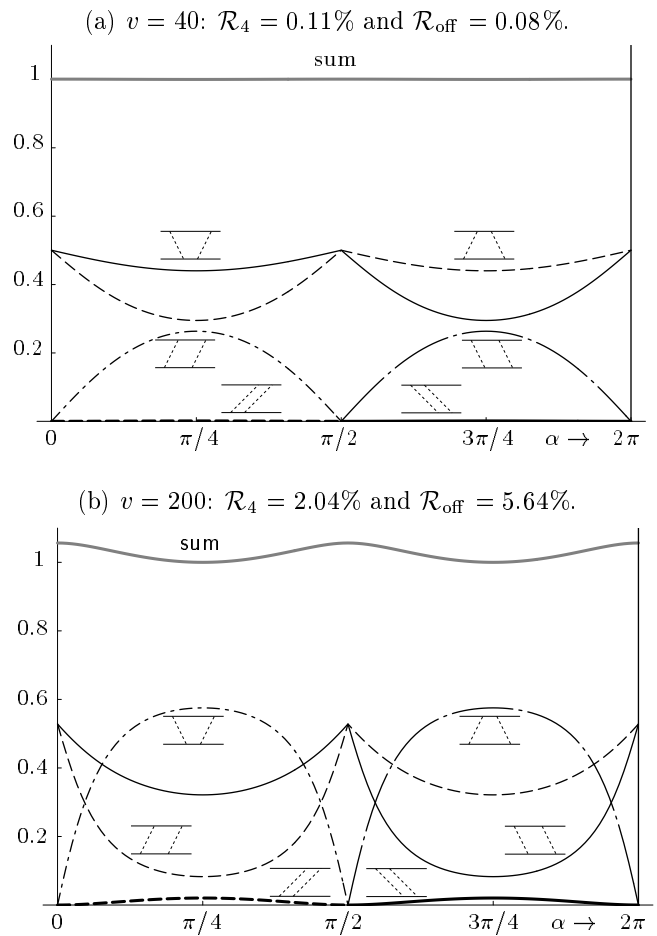 (a) v = 40: R₄ = 0.11% and R_off = 0.08%.
sum
1
0.8
0.6
0.4
0.2
0 π/4 π/2 3π/4 α → 2π
(b) v = 200: R₄ = 2.04% and R_off = 5.64%.
sum
1
0.8
0.6
0.4
0.2
0 π/4 π/2 3π/4 α → 2π